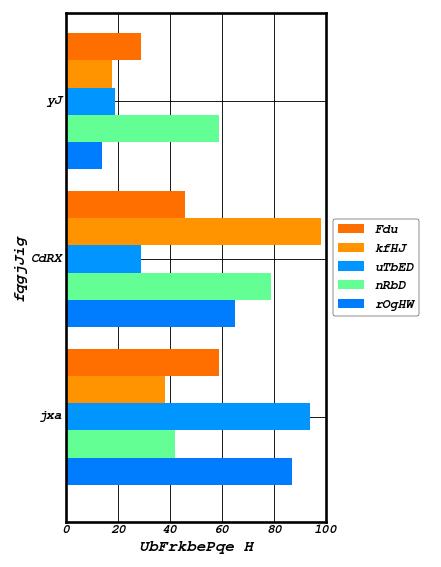 yJ
CdRX
jxa
fqgjJig
0 20 40 60 80 100
UbFrkbePqe H
Fdu
kfHJ
uTbED
nRbD
rOgHW